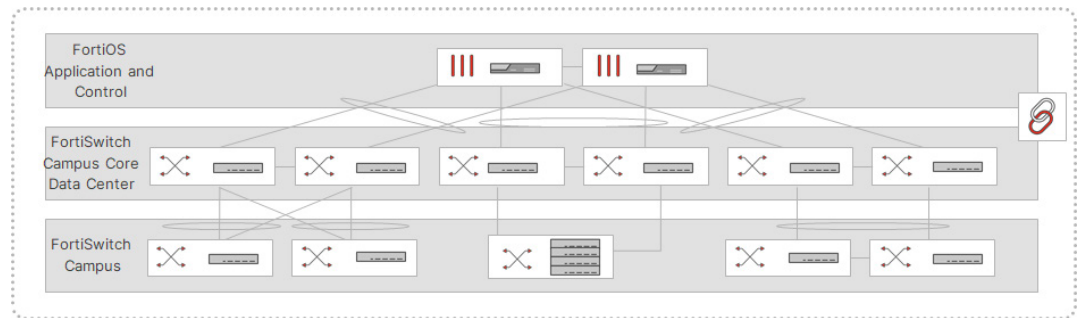 FortiOS
Application and
Control
FortiSwitch
Campus Core
Data Center
FortiSwitch
Campus